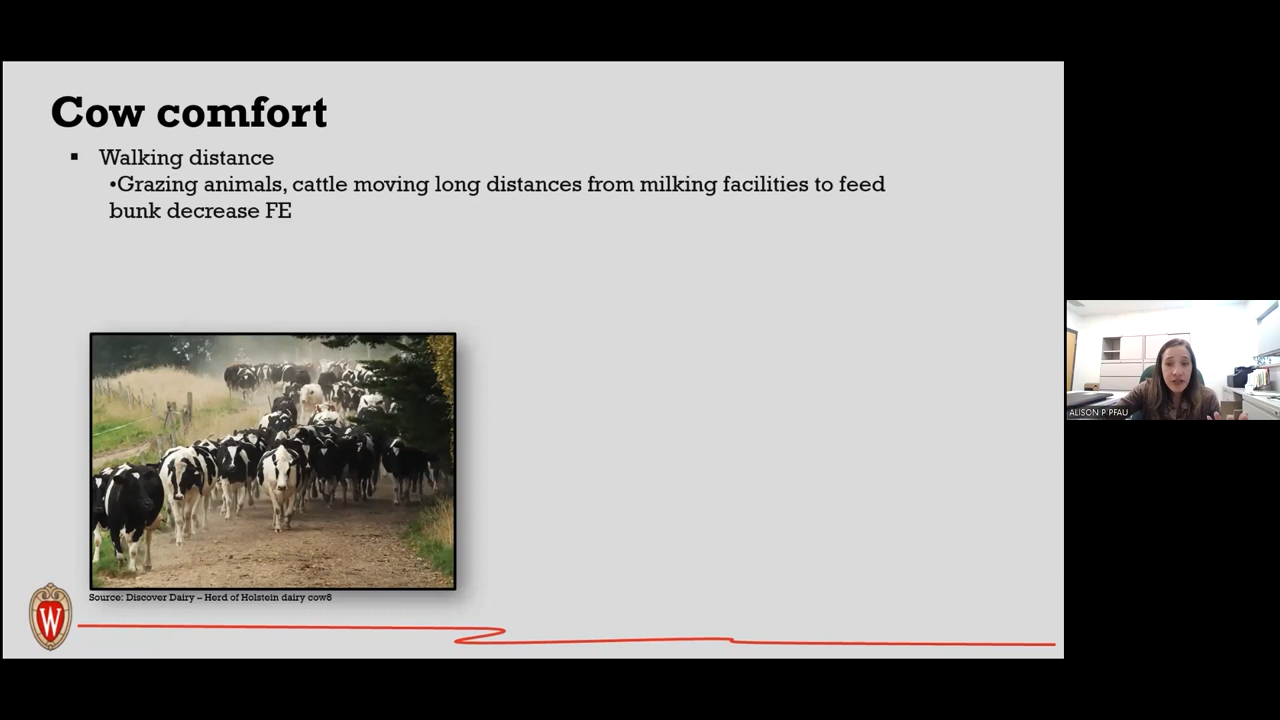 Cow comfort
▪ Walking distance
•Grazing animals, cattle moving long distances from milking facilities to feed
bunk decrease FE
Source: Discover Dairy – Herd of Holstein dairy cow8
W
ALISON P PFAU